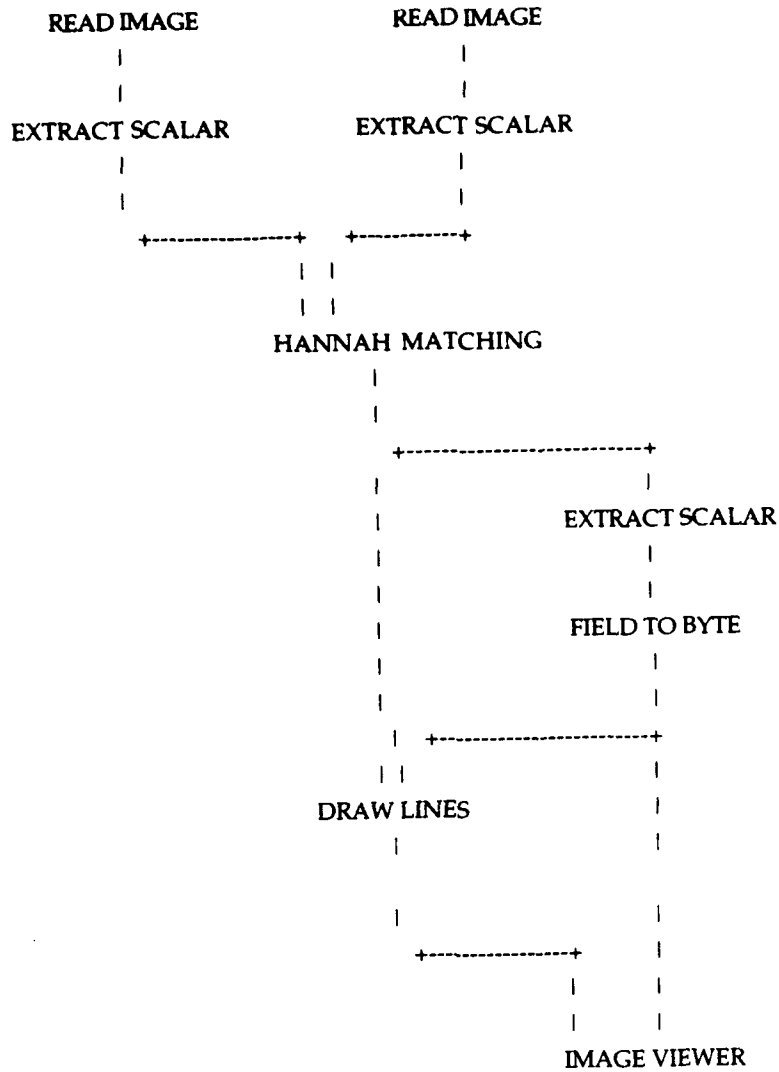 READ IMAGE READ IMAGE
EXTRACT SCALAR EXTRACT SCALAR
HANNAH MATCHING
EXTRACT SCALAR
FIELD TO BYTE
DRAW LINES
IMAGE VIEWER